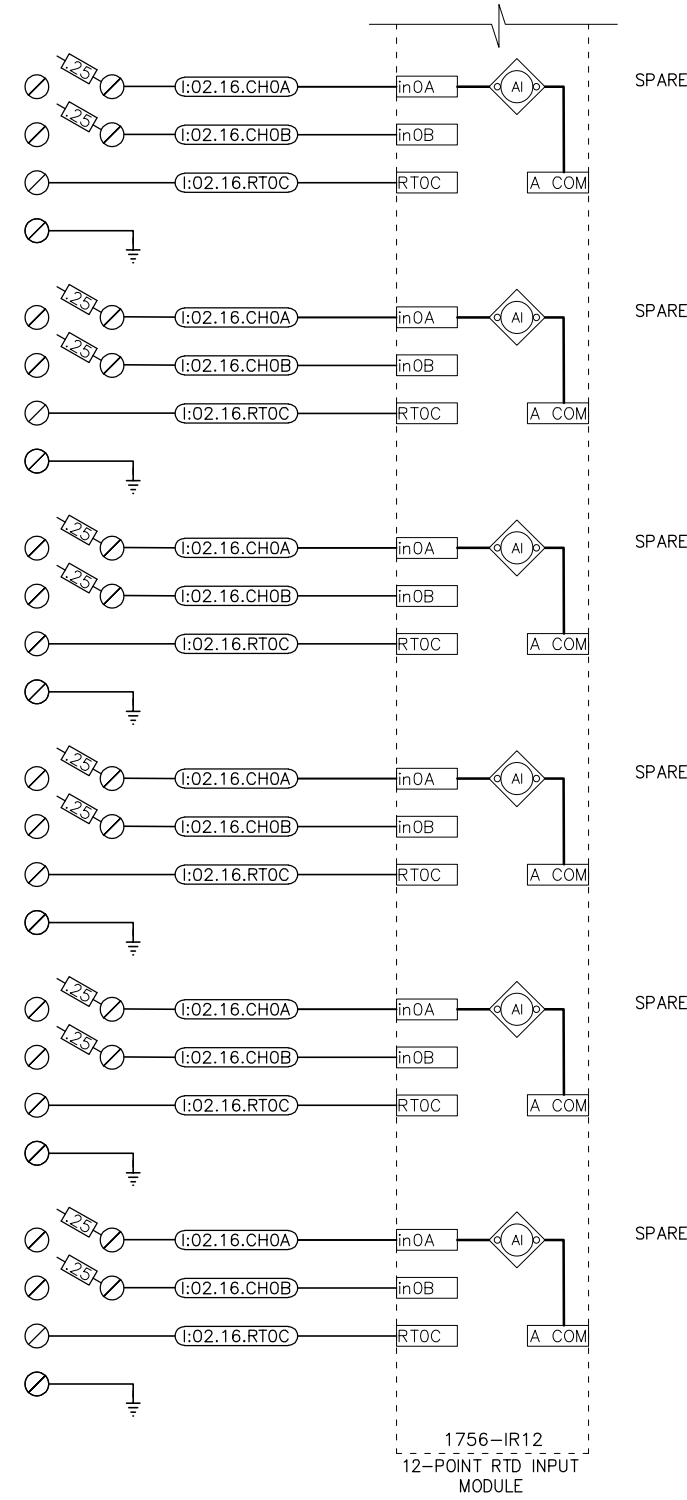 .25 I:02.16.CH0A in0A AI SPARE
.25 I:02.16.CH0B in0B
I:02.16.RT0C RT0C A COM
.25 I:02.16.CH0A in0A AI SPARE
.25 I:02.16.CH0B in0B
I:02.16.RT0C RT0C A COM
.25 I:02.16.CH0A in0A AI SPARE
.25 I:02.16.CH0B in0B
I:02.16.RT0C RT0C A COM
.25 I:02.16.CH0A in0A AI SPARE
.25 I:02.16.CH0B in0B
I:02.16.RT0C RT0C A COM
.25 I:02.16.CH0A in0A AI SPARE
.25 I:02.16.CH0B in0B
I:02.16.RT0C RT0C A COM
.25 I:02.16.CH0A in0A AI SPARE
.25 I:02.16.CH0B in0B
I:02.16.RT0C RT0C A COM
1756-IR12
12-POINT RTD INPUT
MODULE